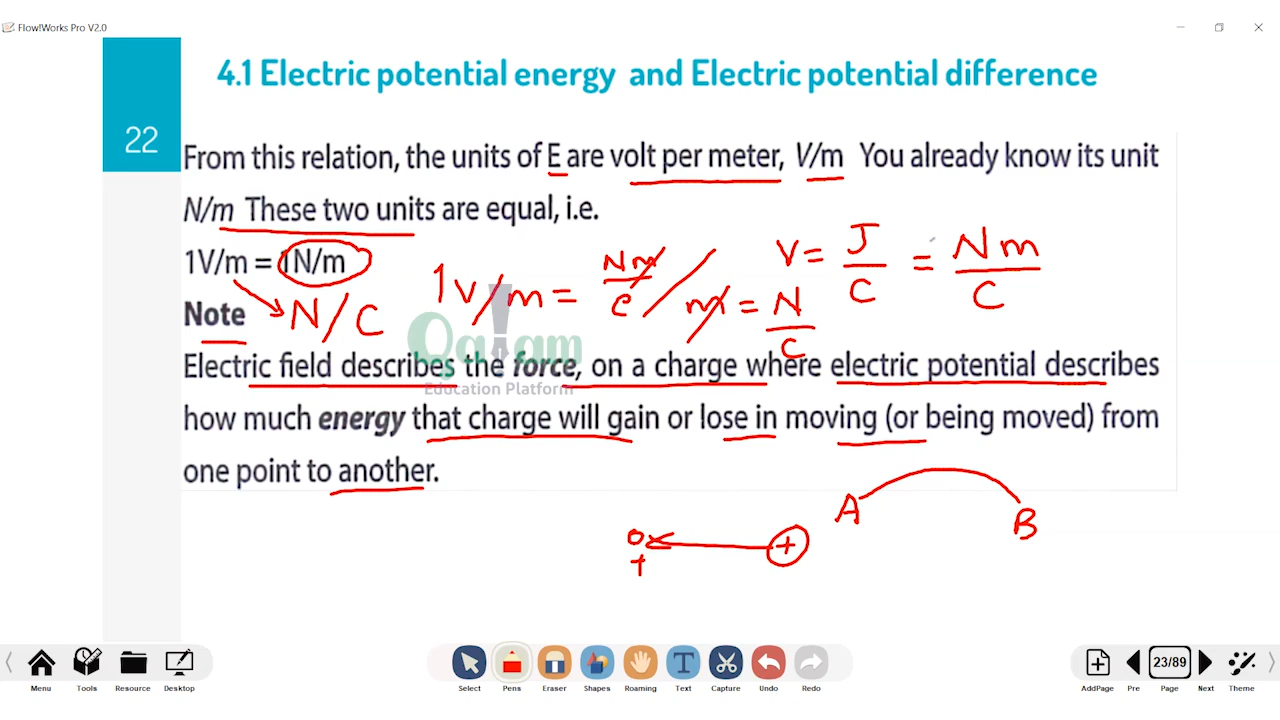 Flow!Works Pro V2.0
4.1 Electric potential energy and Electric potential difference
22
From this relation, the units of E are volt per meter, V/m You already know its unit
N/m These two units are equal, i.e.
1V/m = 1N/m
N/C
1V/m = Nm/C / m = N/C
V = J/C = Nm/C
Note
Qalam
Education Platform
Electric field describes the force, on a charge where electric potential describes
how much energy that charge will gain or lose in moving (or being moved) from
one point to another.
A B
+ +
Menu Tools Resource Desktop Select Pens Eraser Shapes Roaming Text Capture Undo Redo AddPage Pre Page Next Theme
T
23/89